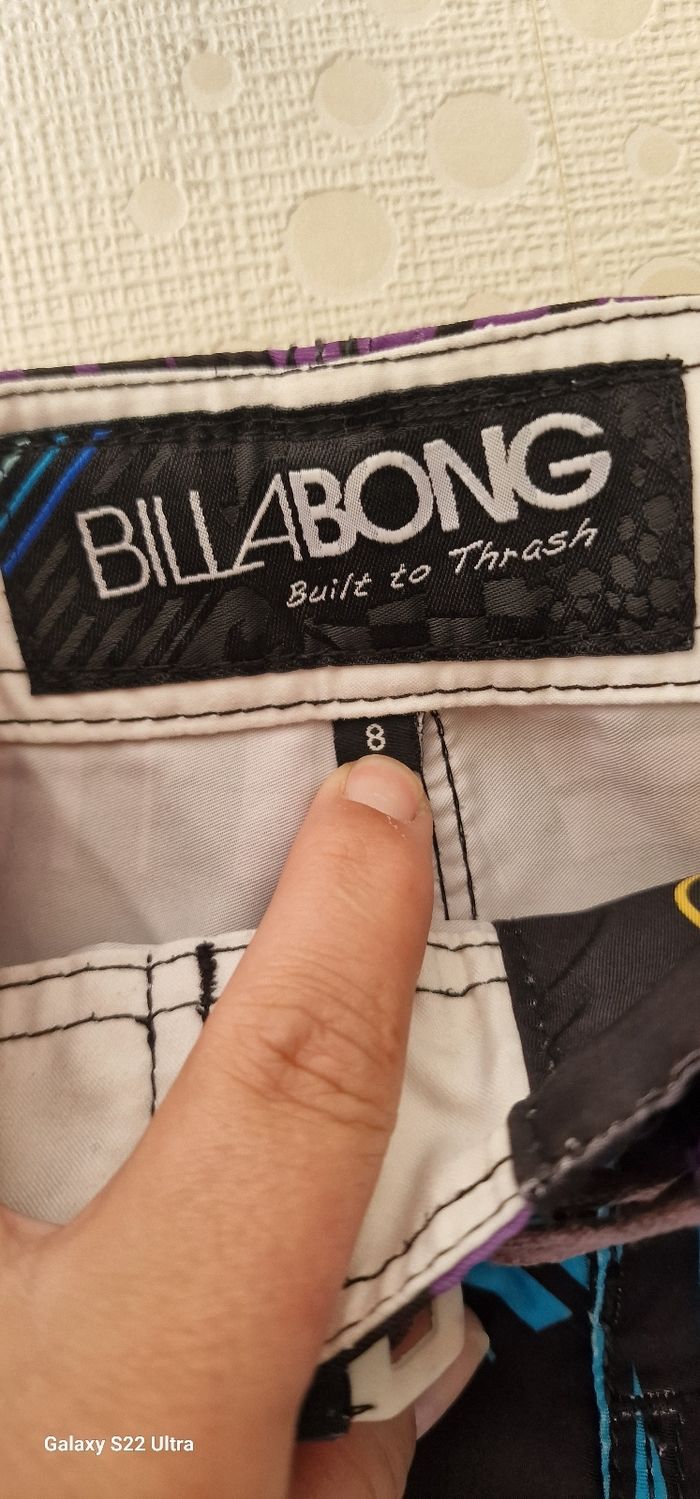 BILLABONG
Built to Thrash
8
Galaxy S22 Ultra